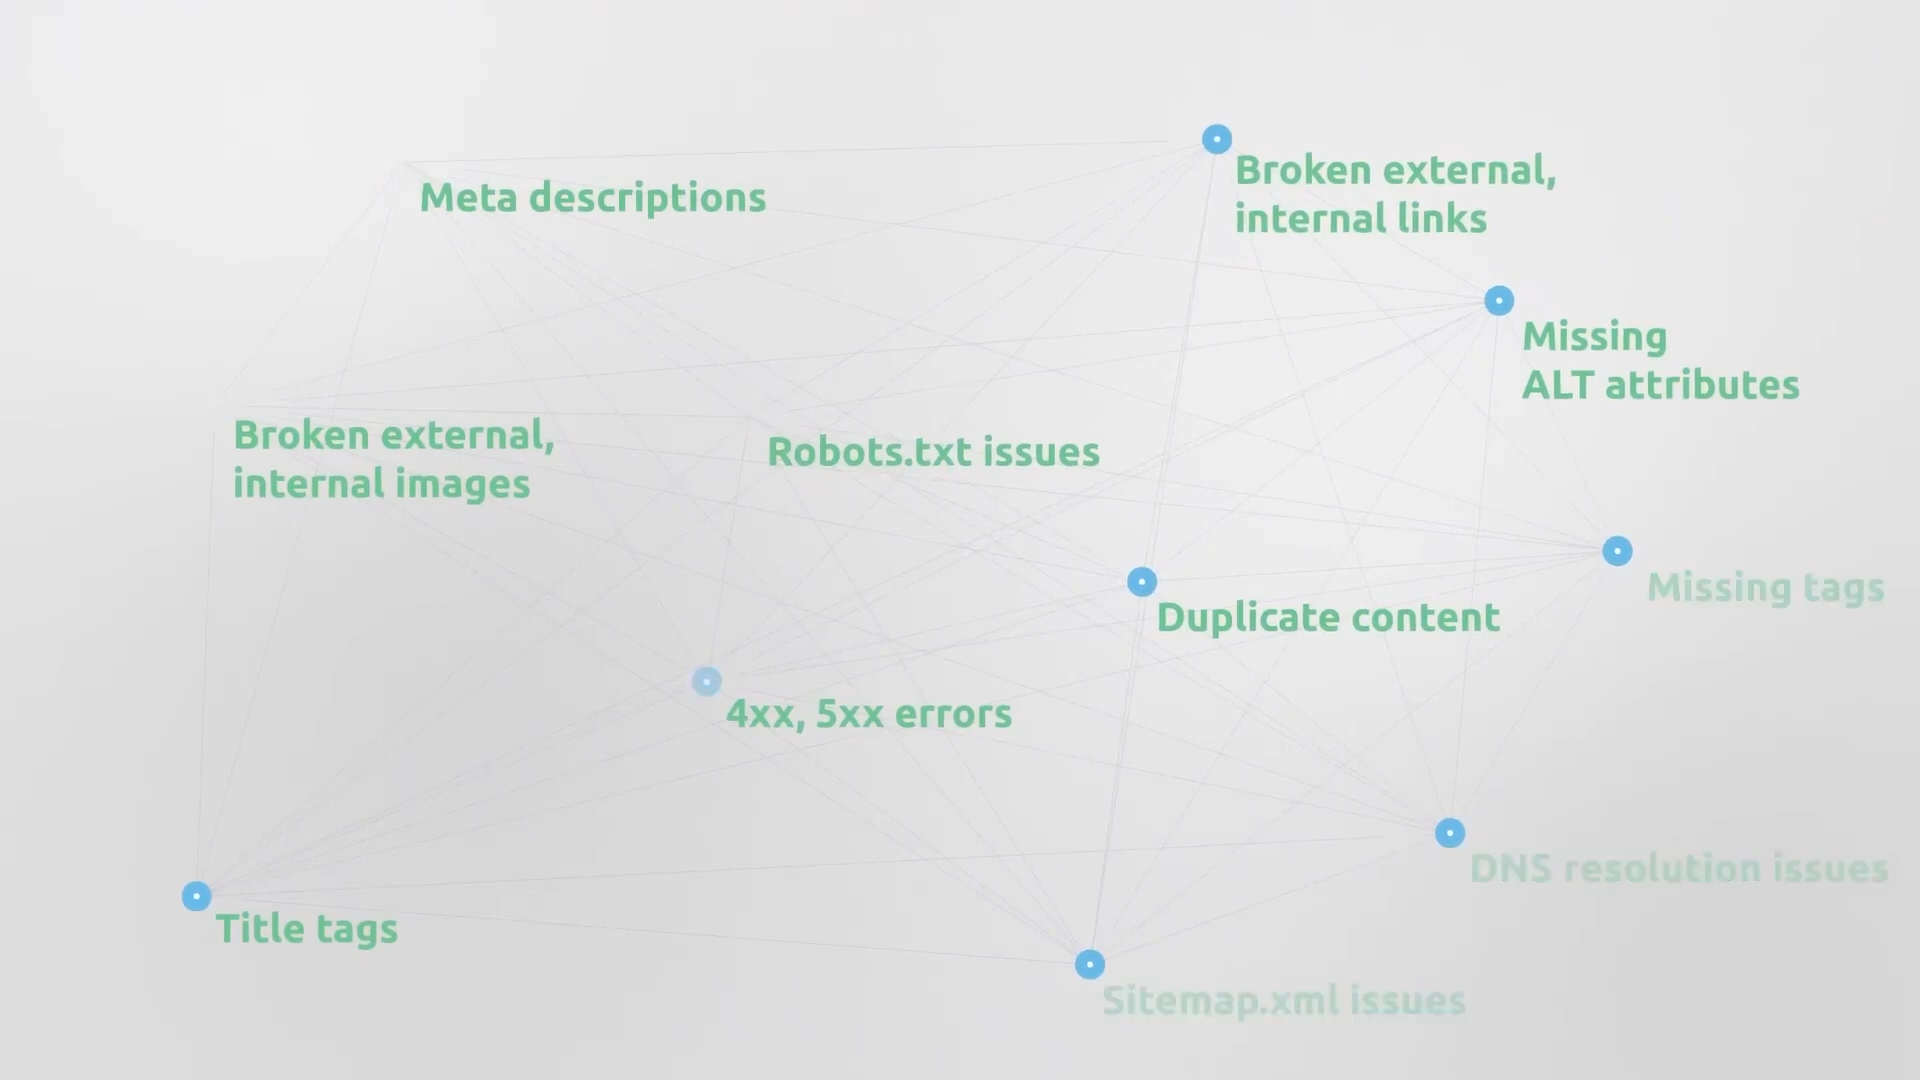 Meta descriptions
Broken external,
internal links
Missing
ALT attributes
Broken external,
internal images
Robots.txt issues
Missing tags
Duplicate content
4xx, 5xx errors
DNS resolution issues
Title tags
Sitemap.xml issues